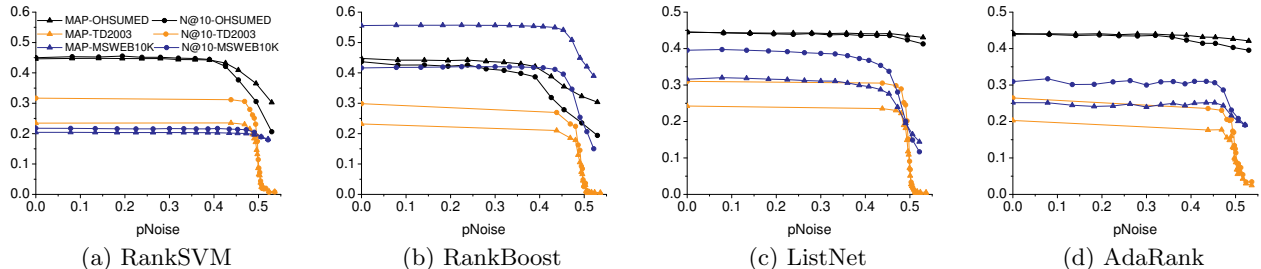 MAP-OHSUMED N@10-OHSUMED
MAP-TD2003 N@10-TD2003
MAP-MSWEB10K N@10-MSWEB10K
0.6
0.5
0.4
0.3
0.2
0.1
0.0
0.0 0.1 0.2 0.3 0.4 0.5
pNoise
(a) RankSVM
0.6
0.5
0.4
0.3
0.2
0.1
0.0
0.0 0.1 0.2 0.3 0.4 0.5
pNoise
(b) RankBoost
0.5
0.4
0.3
0.2
0.1
0.0
0.0 0.1 0.2 0.3 0.4 0.5
pNoise
(c) ListNet
0.5
0.4
0.3
0.2
0.1
0.0
0.0 0.1 0.2 0.3 0.4 0.5
pNoise
(d) AdaRank